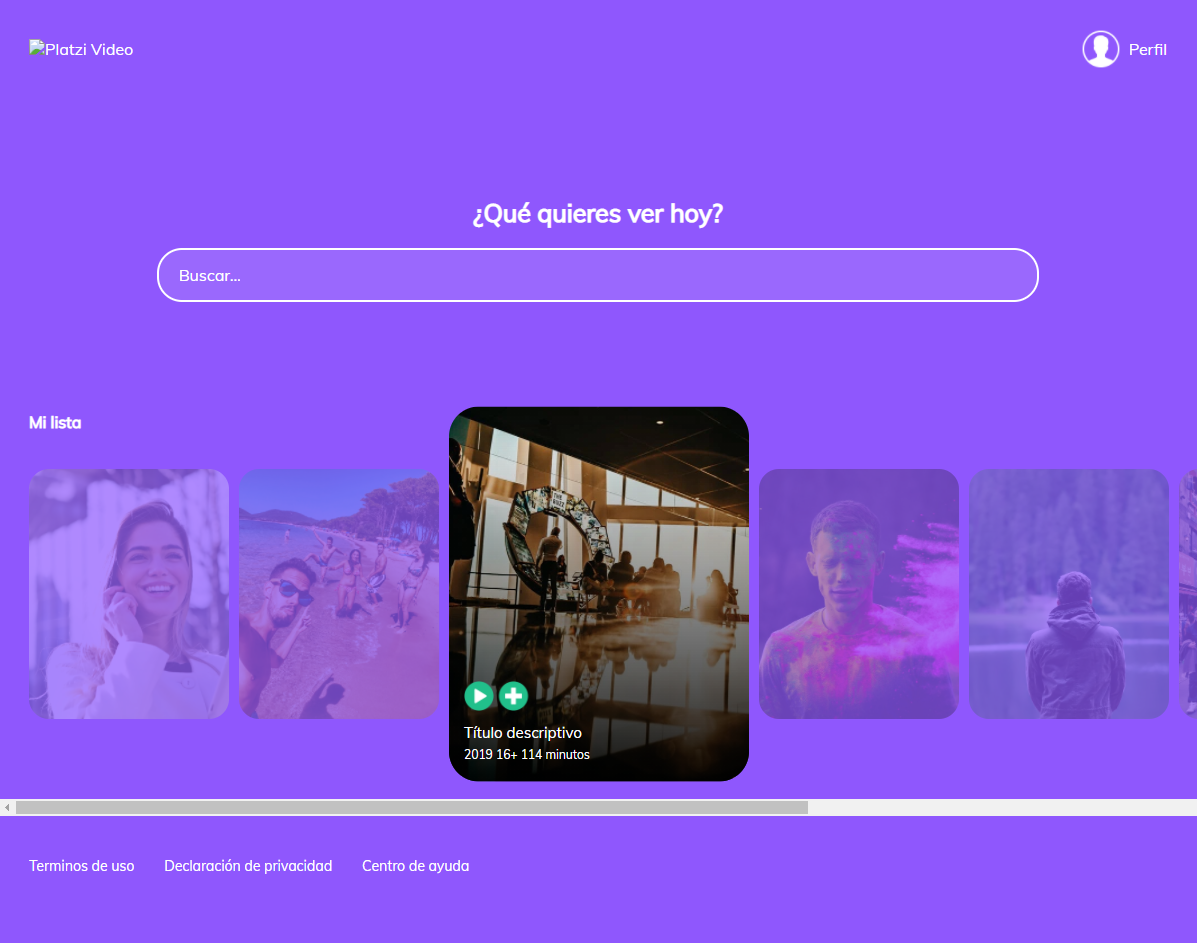 Platzi Video
Perfil
¿Qué quieres ver hoy?
Buscar...
Mi lista
Título descriptivo
2019 16+ 114 minutos
Terminos de uso
Declaración de privacidad
Centro de ayuda